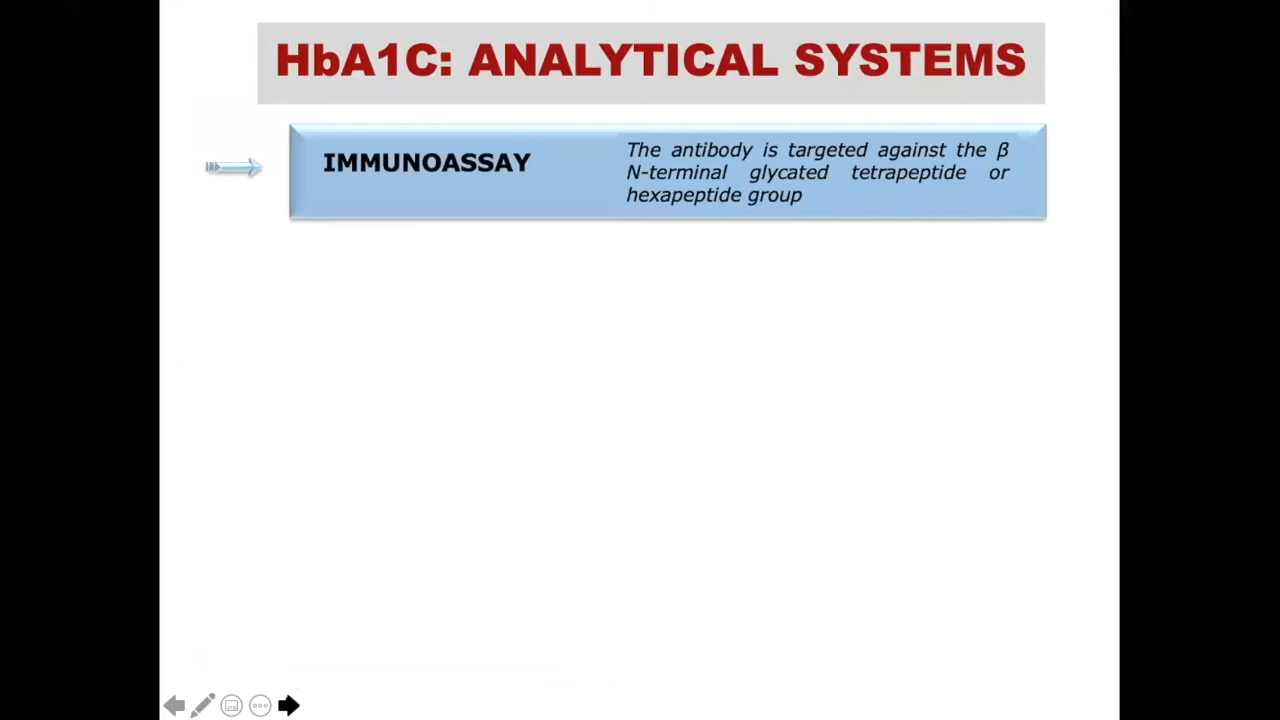 HbA1C: ANALYTICAL SYSTEMS
IMMUNOASSAY
The antibody is targeted against the β
N-terminal glycated tetrapeptide or
hexapeptide group